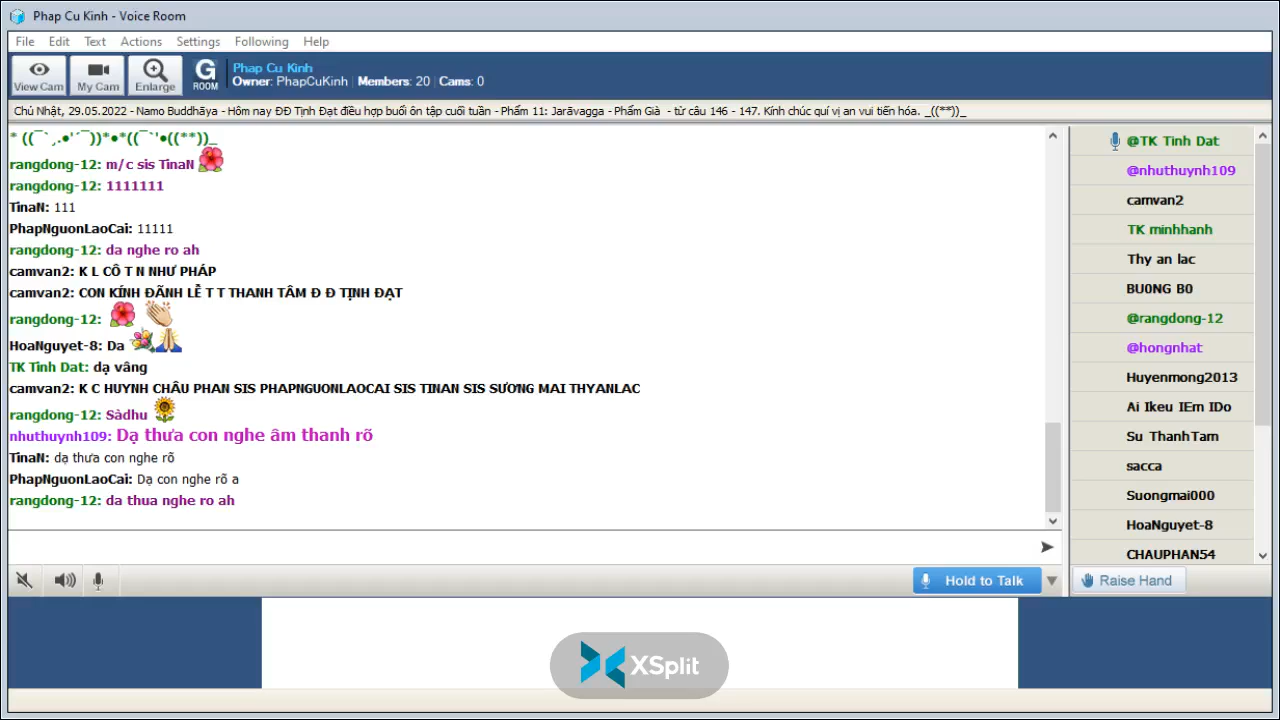 Phap Cu Kinh - Voice Room
File Edit Text Actions Settings Following Help
View Cam My Cam Enlarge G ROOM
Phap Cu Kinh
Owner: PhapCuKinh | Members: 20 | Cams: 0
Chủ Nhật, 29.05.2022 - Namo Buddhāya - Hôm nay ĐĐ Tịnh Đạt điều hợp buổi ôn tập cuối tuần - Phẩm 11: Jarāvagga - Phẩm Già - từ câu 146 - 147. Kính chúc quí vị an vui tiến hóa. _((**))_
* ((¯`¸.●'´¯))*●*((¯`'●((**))_
rangdong-12: m/c sis TinaN
rangdong-12: 1111111
TinaN: 111
PhapNguonLaoCai: 11111
rangdong-12: da nghe ro ah
camvan2: K L CÔ T N NHƯ PHÁP
camvan2: CON KÍNH ĐÃNH LỄ T T THANH TÂM Đ Đ TỊNH ĐẠT
rangdong-12:
HoaNguyet-8: Da
TK Tinh Dat: dạ vâng
camvan2: K C HUYNH CHÂU PHAN SIS PHAPNGUONLAOCAI SIS TINAN SIS SƯƠNG MAI THYANLAC
rangdong-12: Sàdhu
nhuthuynh109: Dạ thưa con nghe âm thanh rõ
TinaN: dạ thưa con nghe rõ
PhapNguonLaoCai: Dạ con nghe rõ a
rangdong-12: da thua nghe ro ah
Hold to Talk
@TK Tinh Dat
@nhuthuynh109
camvan2
TK minhhanh
Thy an lac
BU0NG B0
@rangdong-12
@hongnhat
Huyenmong2013
Ai Ikeu IEm IDo
Su ThanhTam
sacca
Suongmai000
HoaNguyet-8
CHAUPHAN54
Raise Hand
XSplit